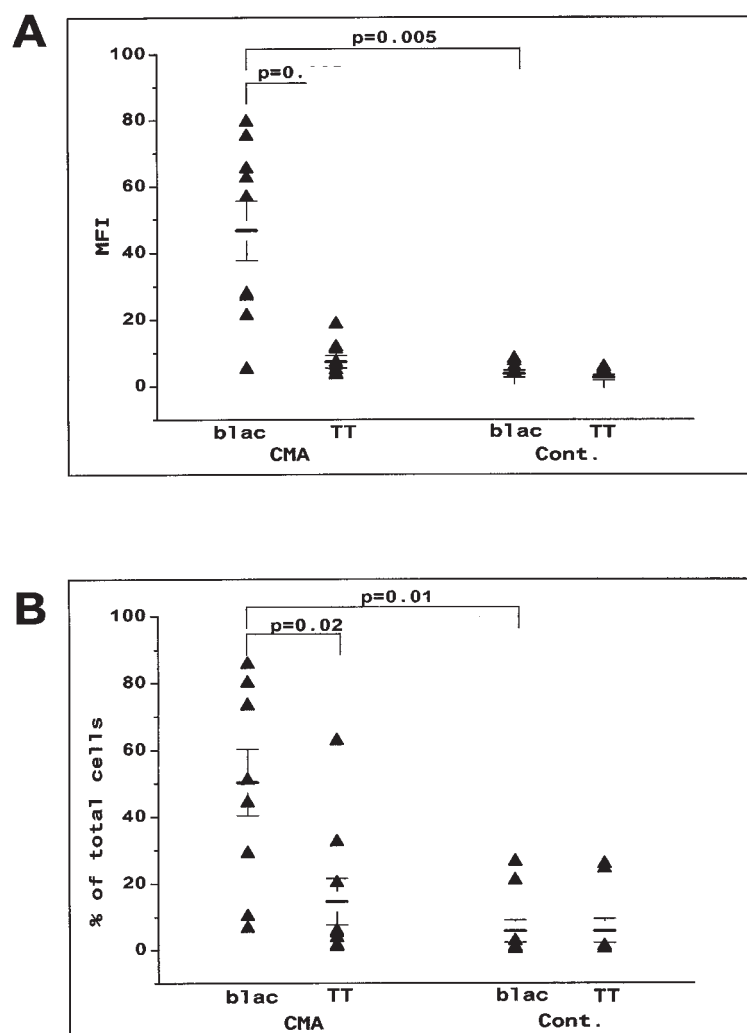 A
p=0.005
100
p=0.
80
60
MFI
40
20
0
blac TT blac TT
CMA Cont.
B
p=0.01
100
p=0.02
80
60
% of total cells
40
20
0
blac TT blac TT
CMA Cont.